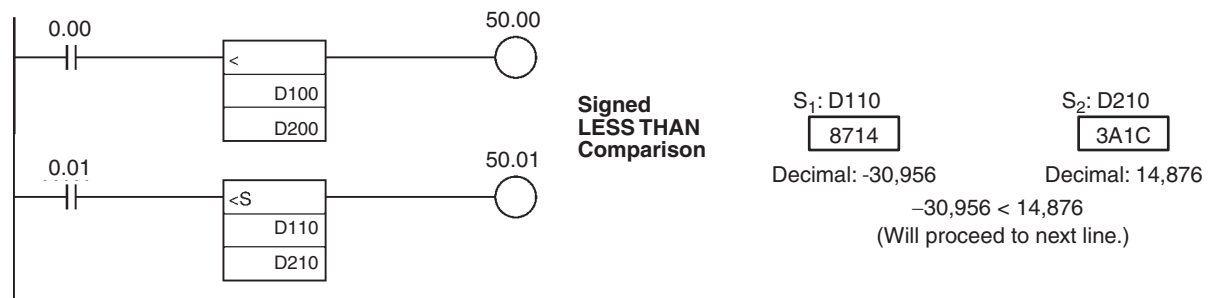 0.00
<
D100
D200
50.00
0.01
<S
D110
D210
50.01
Signed
LESS THAN
Comparison
S₁: D110
8714
Decimal: -30,956
S₂: D210
3A1C
Decimal: 14,876
–30,956 < 14,876
(Will proceed to next line.)